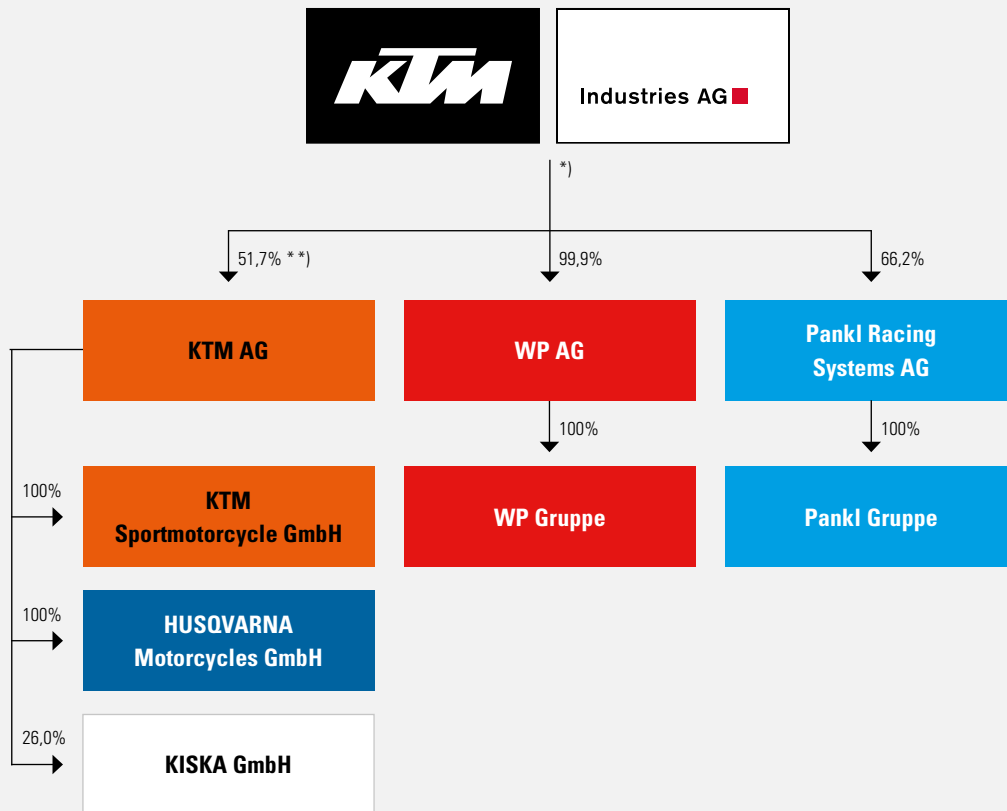 KTM
Industries AG
*)
51,7% * *)
99,9%
66,2%
KTM AG
WP AG
Pankl Racing
Systems AG
100%
100%
100%
KTM
Sportmotorcycle GmbH
WP Gruppe
Pankl Gruppe
100%
HUSQVARNA
Motorcycles GmbH
26,0%
KISKA GmbH